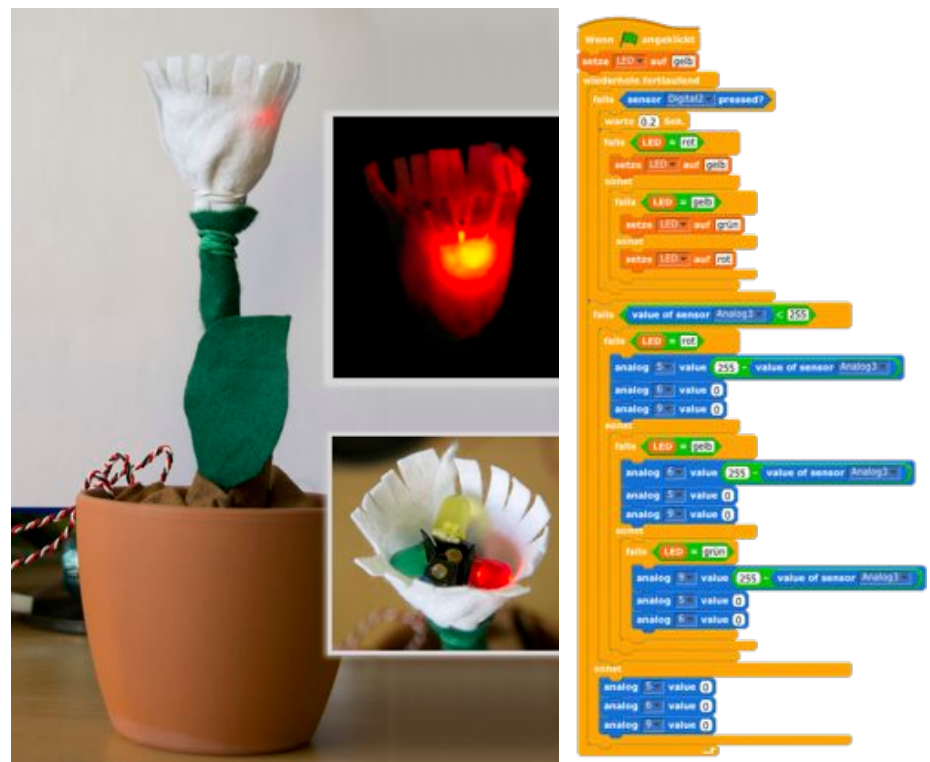 Wenn angeklickt
setze LED auf gelb
wiederhole fortlaufend
falls sensor Digital2 pressed?
warte 0.2 Sek.
falls LED = rot
setze LED auf gelb
sonst
falls LED = gelb
setze LED auf grün
sonst
setze LED auf rot
falls value of sensor Analog3 < 255
falls LED = rot
analog 5 value 255 - value of sensor Analog3
analog 6 value 0
analog 9 value 0
sonst
falls LED = gelb
analog 6 value 255 - value of sensor Analog3
analog 5 value 0
analog 9 value 0
sonst
falls LED = grün
analog 9 value 255 - value of sensor Analog3
analog 5 value 0
analog 6 value 0
sonst
analog 5 value 0
analog 6 value 0
analog 9 value 0